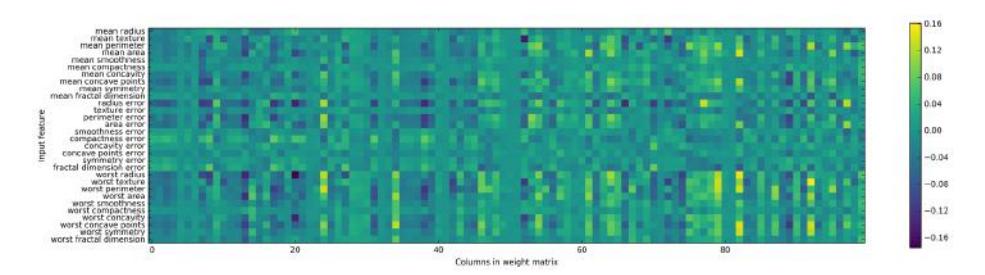 mean radius
mean texture
mean perimeter
mean area
mean smoothness
mean compactness
mean concavity
mean concave points
mean symmetry
mean fractal dimension
radius error
texture error
perimeter error
area error
smoothness error
compactness error
concavity error
concave points error
symmetry error
fractal dimension error
worst radius
worst texture
worst perimeter
worst area
worst smoothness
worst compactness
worst concavity
worst concave points
worst symmetry
worst fractal dimension
Input feature
0 20 40 60 80
Columns in weight matrix
0.16
0.12
0.08
0.04
0.00
−0.04
−0.08
−0.12
−0.16